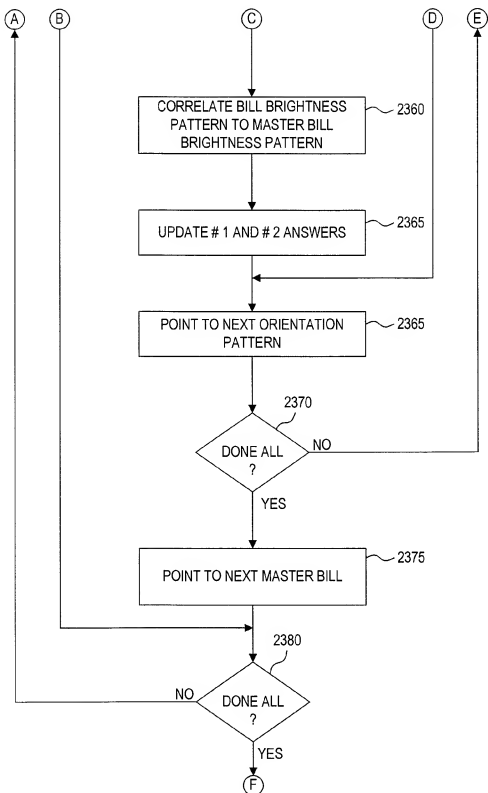 A
B
C
D
E
CORRELATE BILL BRIGHTNESS
PATTERN TO MASTER BILL
BRIGHTNESS PATTERN
2360
UPDATE # 1 AND # 2 ANSWERS
2365
POINT TO NEXT ORIENTATION
PATTERN
2365
2370
DONE ALL
?
NO
YES
POINT TO NEXT MASTER BILL
2375
2380
NO
DONE ALL
?
YES
F